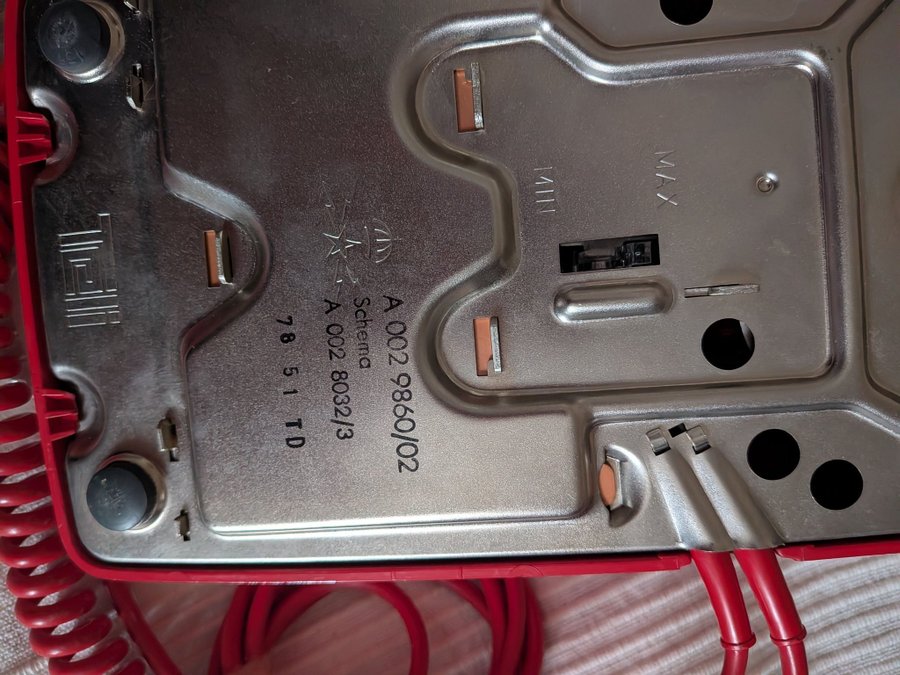 A 002 9860/02
Schema
A 002 8032/3
78 51 TD
MIN
MAX